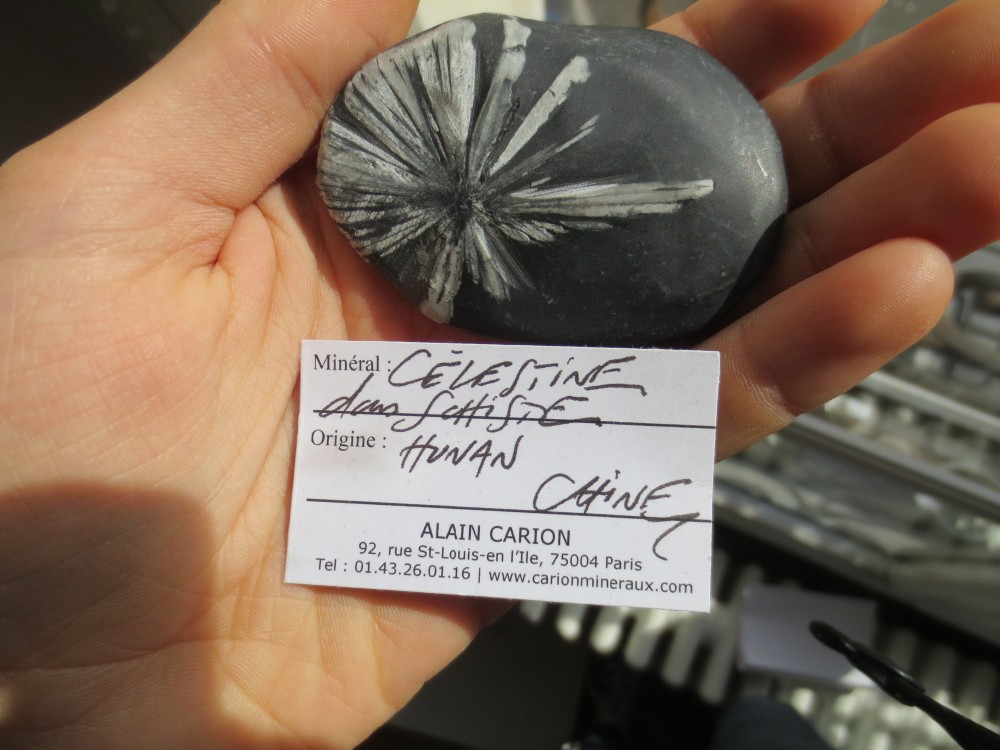 Minéral : CÉLESTINE
dans SCHISTE
Origine : HUNAN
CHINE
ALAIN CARION
92, rue St-Louis-en l'Ile, 75004 Paris
Tel : 01.43.26.01.16 | www.carionmineraux.com